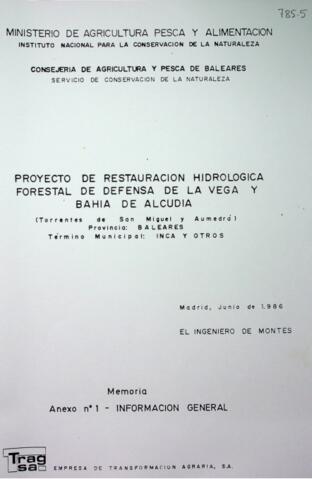 785-5
MINISTERIO DE AGRICULTURA PESCA Y ALIMENTACION
INSTITUTO NACIONAL PARA LA CONSERVACION DE LA NATURALEZA
CONSEJERIA DE AGRICULTURA Y PESCA DE BALEARES
SERVICIO DE CONSERVACION DE LA NATURALEZA
PROYECTO DE RESTAURACION HIDROLOGICA
FORESTAL DE DEFENSA DE LA VEGA Y
BAHIA DE ALCUDIA
(Torrentes de San Miguel y Aumedrá)
Provincia: BALEARES
Término Municipal: INCA Y OTROS
Madrid, Junio de 1.986
EL INGENIERO DE MONTES
Memoria
Anexo nº 1 - INFORMACION GENERAL
Tragsa
EMPRESA DE TRANSFORMACION AGRARIA, S.A.